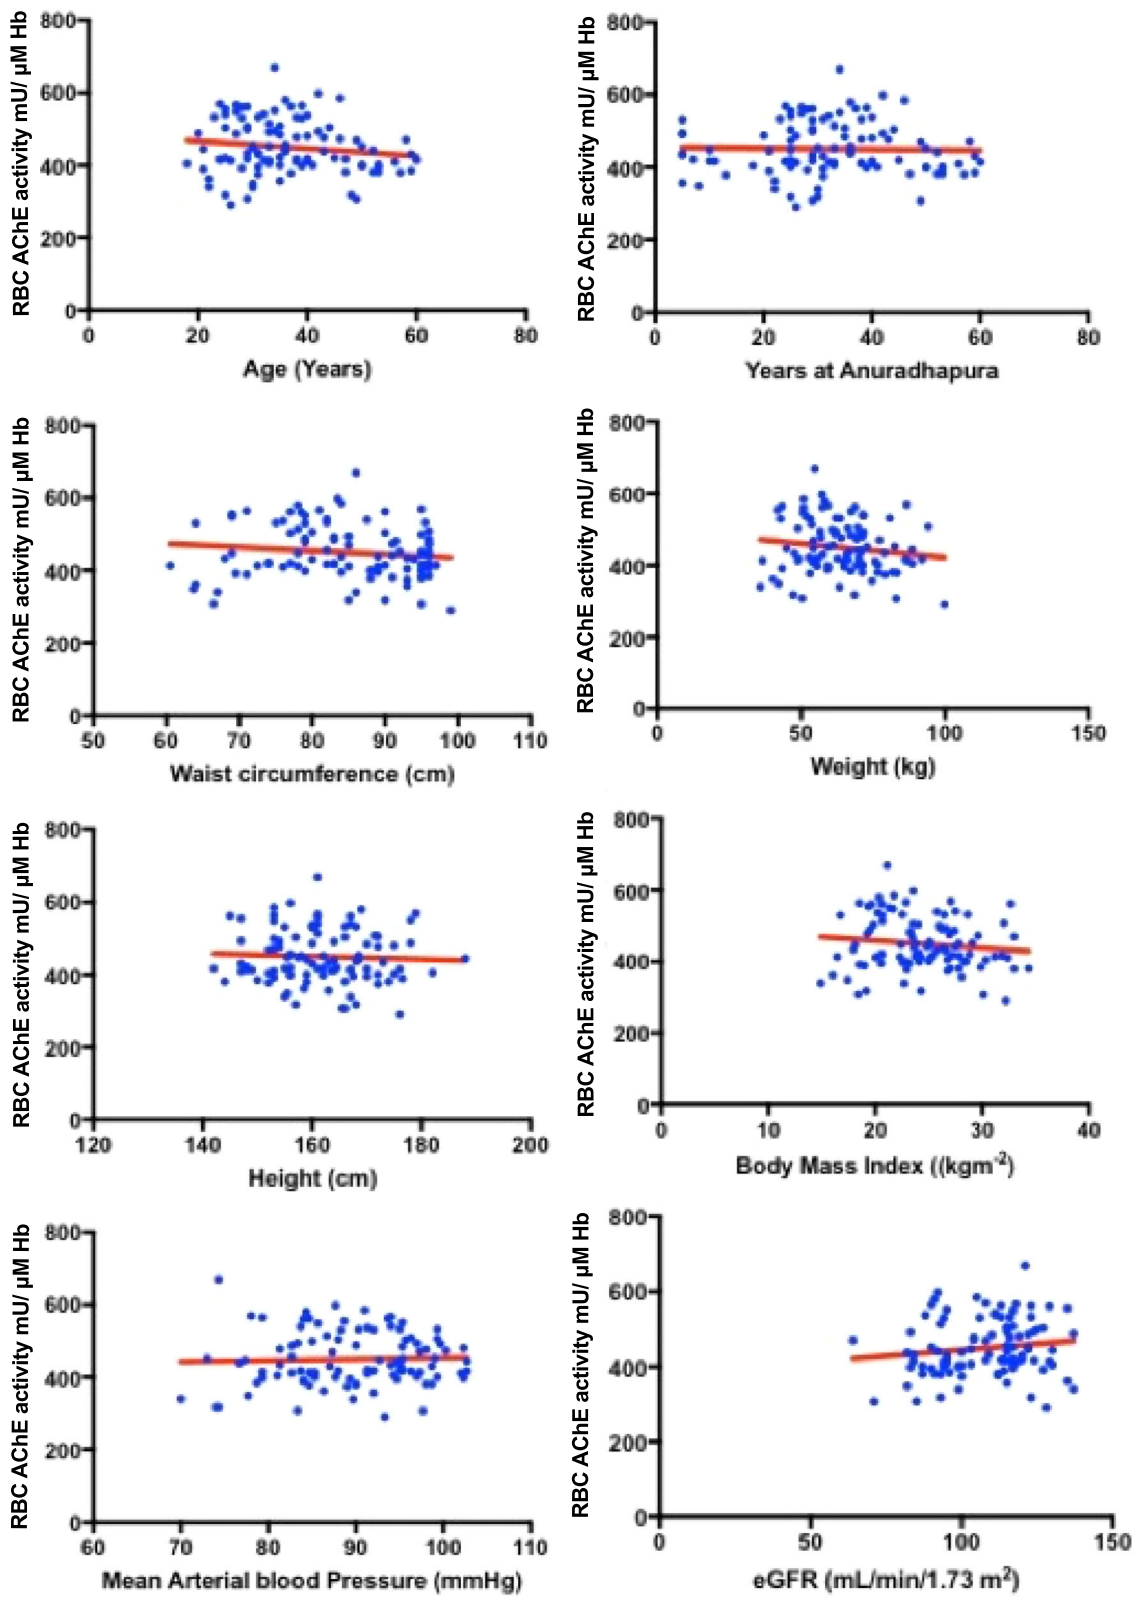 RBC AChE activity mU/ µM Hb
800
600
400
200
0
0 20 40 60 80
Age (Years)
RBC AChE activity mU/ µM Hb
800
600
400
200
0
0 20 40 60 80
Years at Anuradhapura
RBC AChE activity mU/ µM Hb
800
600
400
200
0
50 60 70 80 90 100 110
Waist circumference (cm)
RBC AChE activity mU/ µM Hb
800
600
400
200
0
0 50 100 150
Weight (kg)
RBC AChE activity mU/ µM Hb
800
600
400
200
0
120 140 160 180 200
Height (cm)
RBC AChE activity mU/ µM Hb
800
600
400
200
0
0 10 20 30 40
Body Mass Index ((kgm⁻²)
RBC AChE activity mU/ µM Hb
800
600
400
200
0
60 70 80 90 100 110
Mean Arterial blood Pressure (mmHg)
RBC AChE activity mU/ µM Hb
800
600
400
200
0
0 50 100 150
eGFR (mL/min/1.73 m²)